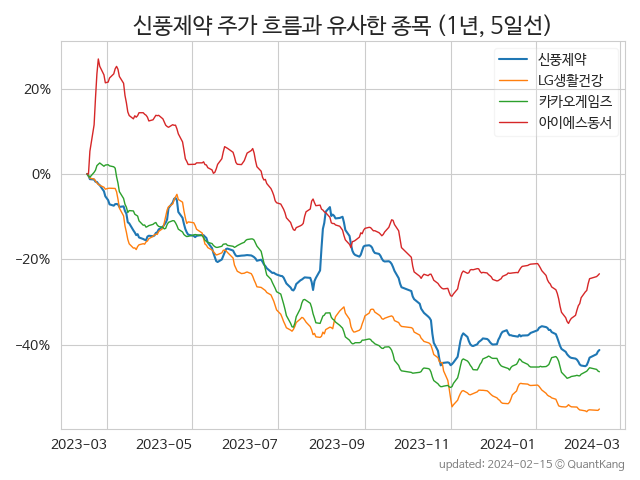 신풍제약 주가 흐름과 유사한 종목 (1년, 5일선)
신풍제약
LG생활건강
카카오게임즈
아이에스동서
20%
0%
−20%
−40%
2023-03 2023-05 2023-07 2023-09 2023-11 2024-01 2024-03
updated: 2024-02-15 © QuantKang